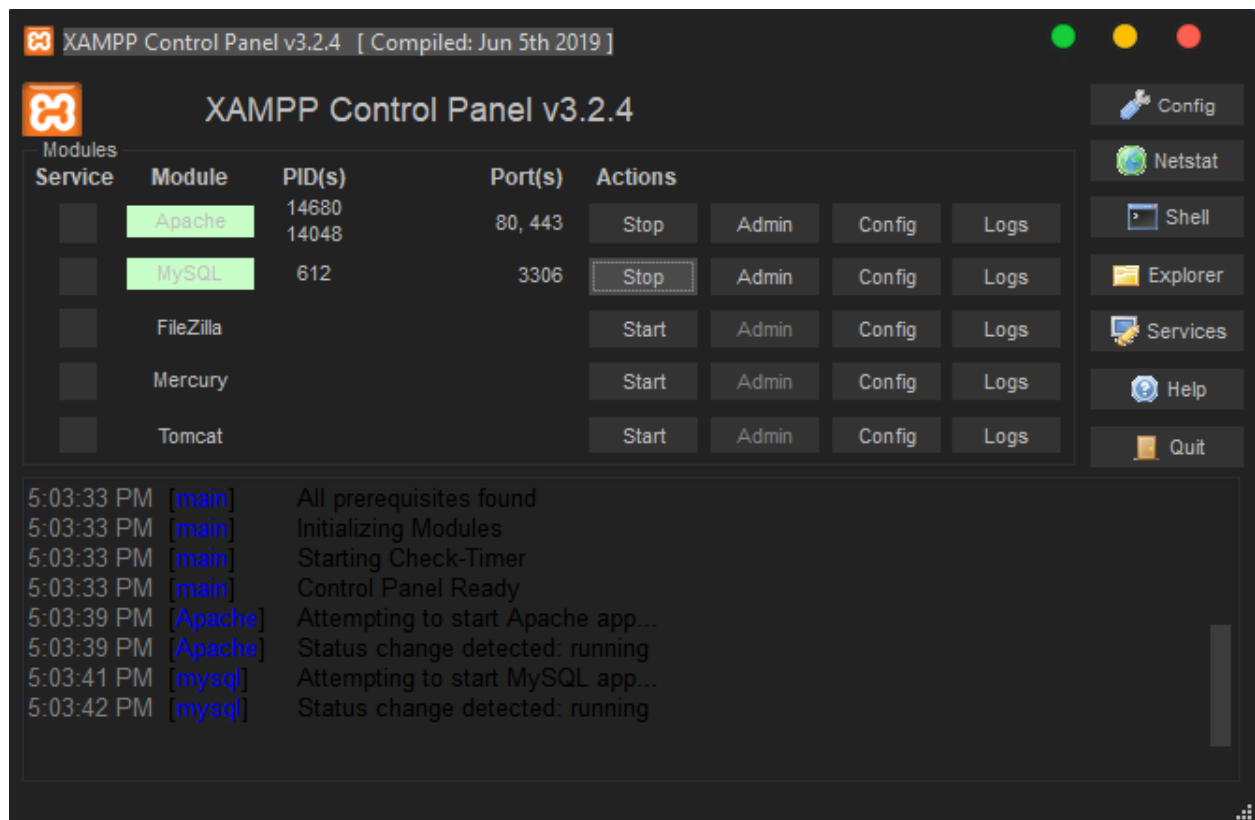 XAMPP Control Panel v3.2.4 [ Compiled: Jun 5th 2019 ]
XAMPP Control Panel v3.2.4
Config
Modules
Netstat
Service Module PID(s) Port(s) Actions
Apache 14680 14048 80, 443 Stop Admin Config Logs
Shell
MySQL 612 3306 Stop Admin Config Logs
Explorer
FileZilla Start Admin Config Logs
Services
Mercury Start Admin Config Logs
Help
Tomcat Start Admin Config Logs
Quit
5:03:33 PM [main] All prerequisites found
5:03:33 PM [main] Initializing Modules
5:03:33 PM [main] Starting Check-Timer
5:03:33 PM [main] Control Panel Ready
5:03:39 PM [Apache] Attempting to start Apache app...
5:03:39 PM [Apache] Status change detected: running
5:03:41 PM [mysql] Attempting to start MySQL app...
5:03:42 PM [mysql] Status change detected: running